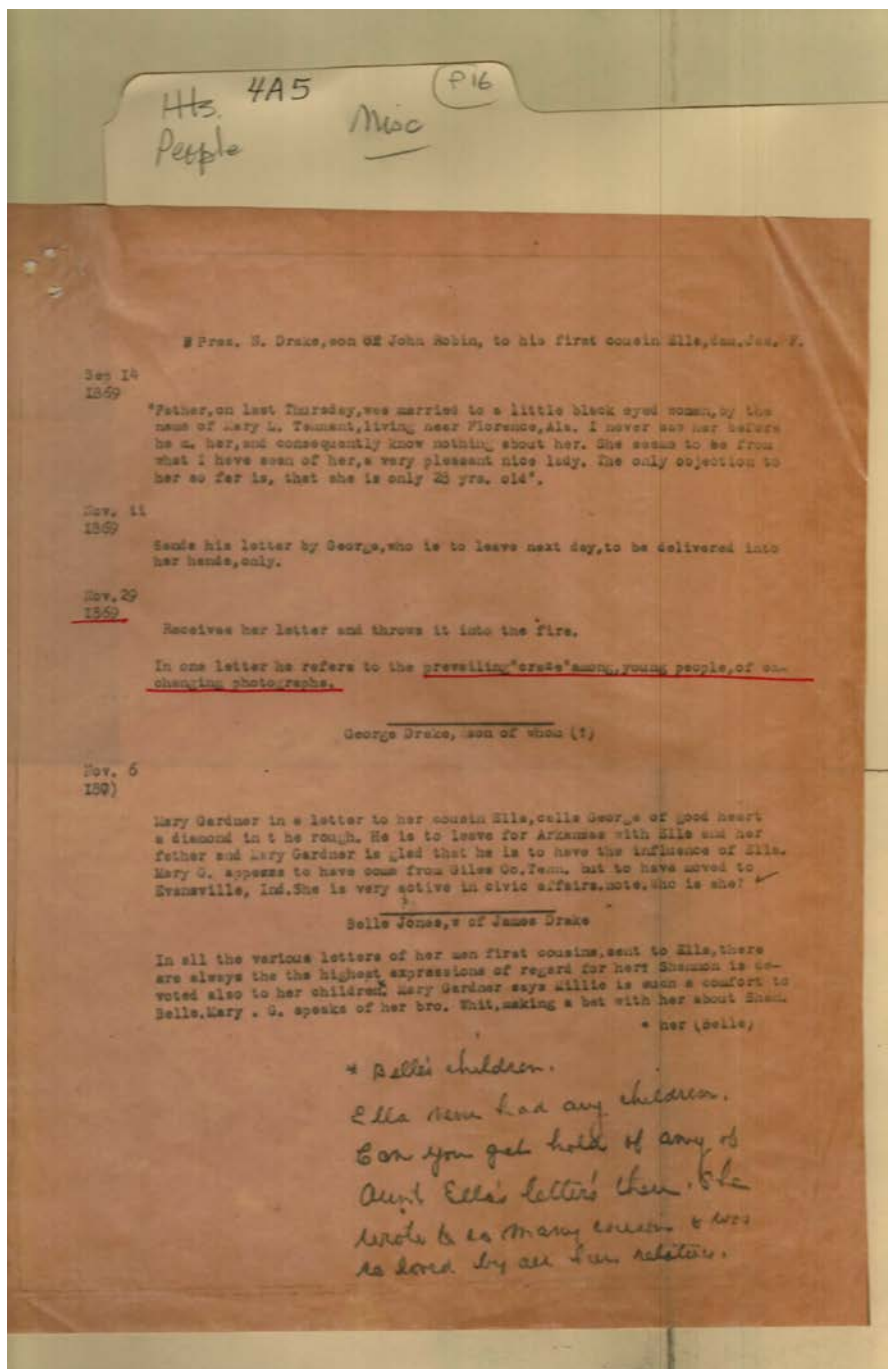 Hts. 4A5 P16
People Misc
Pres. N. Drake,son Of John Robin, to his first cousin Ella,dau.Jas. F.
Sep 14
1869
"Father,on last Thursday,was married to a little black eyed woman,by the
name of Mary L. Tennant,living near Florence,Ala. I never saw her before
he m. her,and consequently know nothing about her. She seems to be from
what I have seen of her,a very pleasant nice lady. The only objection to
her so far is, that she is only 25 yrs. old".
Nov. 11
1869
Sends his letter by George,who is to leave next day,to be delivered into
her hands,only.
Nov.29
1869
Receives her letter and throws it into the fire.
In one letter he refers to the prevailing"craze"among,young people,of ex-
changing photographs.
George Drake, son of whom (?)
Nov. 6
Mary Gardner in a letter to her cousin Ella,calls George of good heart
a diamond in t he rough. He is to leave for Arkansas with Ella and her
father and Mary Gardner is glad that he is to have the influence of Ella.
Mary G. appears to have come from Giles Co.Tenn. but to have moved to
Evansville, Ind.She is very active in civic affairs.note.Who is she?
Belle Jones,w of James Drake
In all the various letters of her men first cousins,sent to Ella,there
are always the the highest expressions of regard for her! Shannon is de-
voted also to her children. Mary Gardner says Millie is such a comfort to
Belle.Mary . G. speaks of her bro. Whit,making a bet with her about
* her (Belle)
* Belle's children.
Ella never had any children.
Can you get hold of any of
Aunt Ella's letters then. She
wrote to so many cousins & was
so loved by all her relatives.